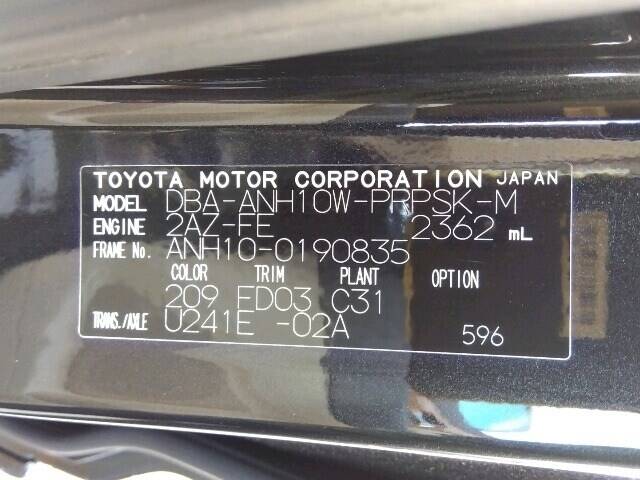 TOYOTA MOTOR CORPORATION JAPAN
MODEL DBA-ANH10W-PRPSK-M
ENGINE 2AZ-FE 2362 mL
FRAME No. ANH10-0190835
COLOR TRIM PLANT OPTION
209 FD03 C31
TRANS./AXLE U241E -02A 596